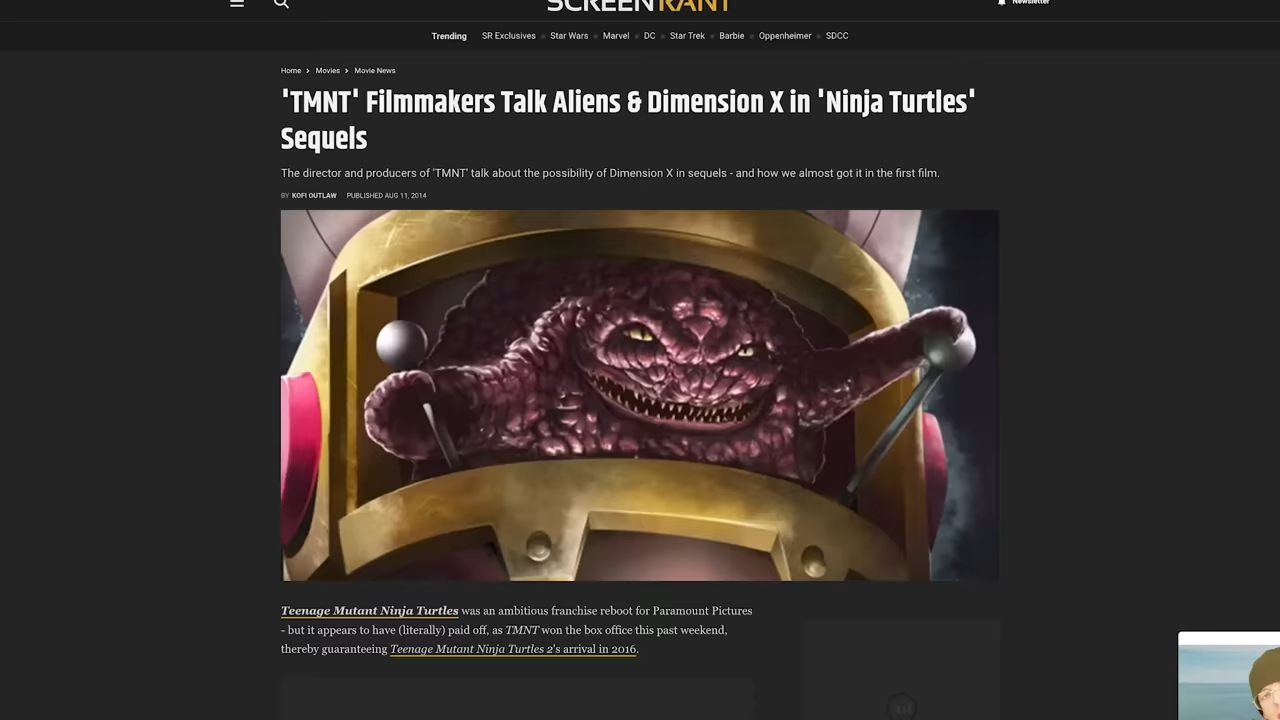 SCREENRANT
Newsletter
Trending SR Exclusives Star Wars Marvel DC Star Trek Barbie Oppenheimer SDCC
Home > Movies > Movie News
'TMNT' Filmmakers Talk Aliens & Dimension X in 'Ninja Turtles'
Sequels
The director and producers of 'TMNT' talk about the possibility of Dimension X in sequels - and how we almost got it in the first film.
BY KOFI OUTLAW PUBLISHED AUG 11, 2014
Teenage Mutant Ninja Turtles was an ambitious franchise reboot for Paramount Pictures
- but it appears to have (literally) paid off, as TMNT won the box office this past weekend,
thereby guaranteeing Teenage Mutant Ninja Turtles 2's arrival in 2016.
Ad